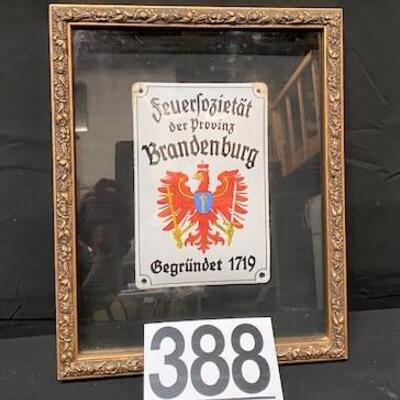 Feuerſozietät
der Provinz
Brandenburg
Gegründet 1719
388